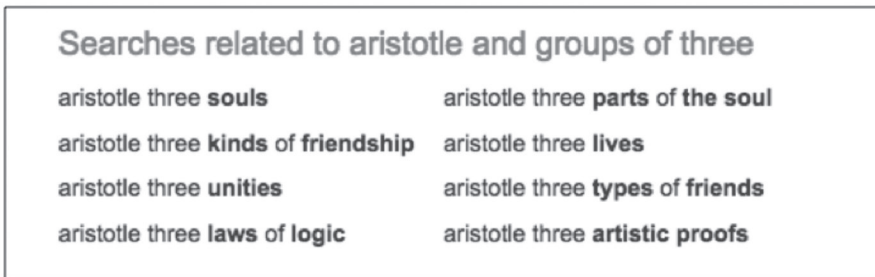 Searches related to aristotle and groups of three
aristotle three souls
aristotle three parts of the soul
aristotle three kinds of friendship
aristotle three lives
aristotle three unities
aristotle three types of friends
aristotle three laws of logic
aristotle three artistic proofs